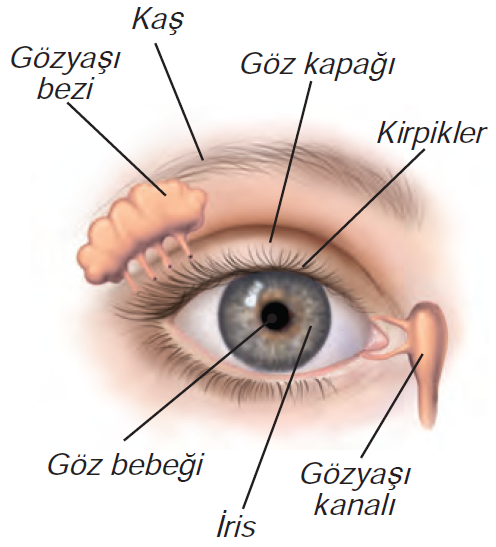 Kaş
Gözyaşı
bezi
Göz kapağı
Kirpikler
Göz bebeği
Gözyaşı
kanalı
İris